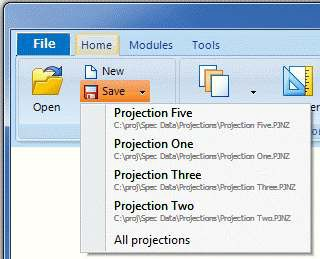 File Home Modules Tools
New
Open Save
Projection Five
C:\proj\Spec Data\Projections\Projection Five.PJNZ
Projection One
C:\proj\Spec Data\Projections\Projection One.PJNZ
Projection Three
C:\proj\Spec Data\Projections\Projection Three.PJNZ
Projection Two
C:\proj\Spec Data\Projections\Projection Two.PJNZ
All projections